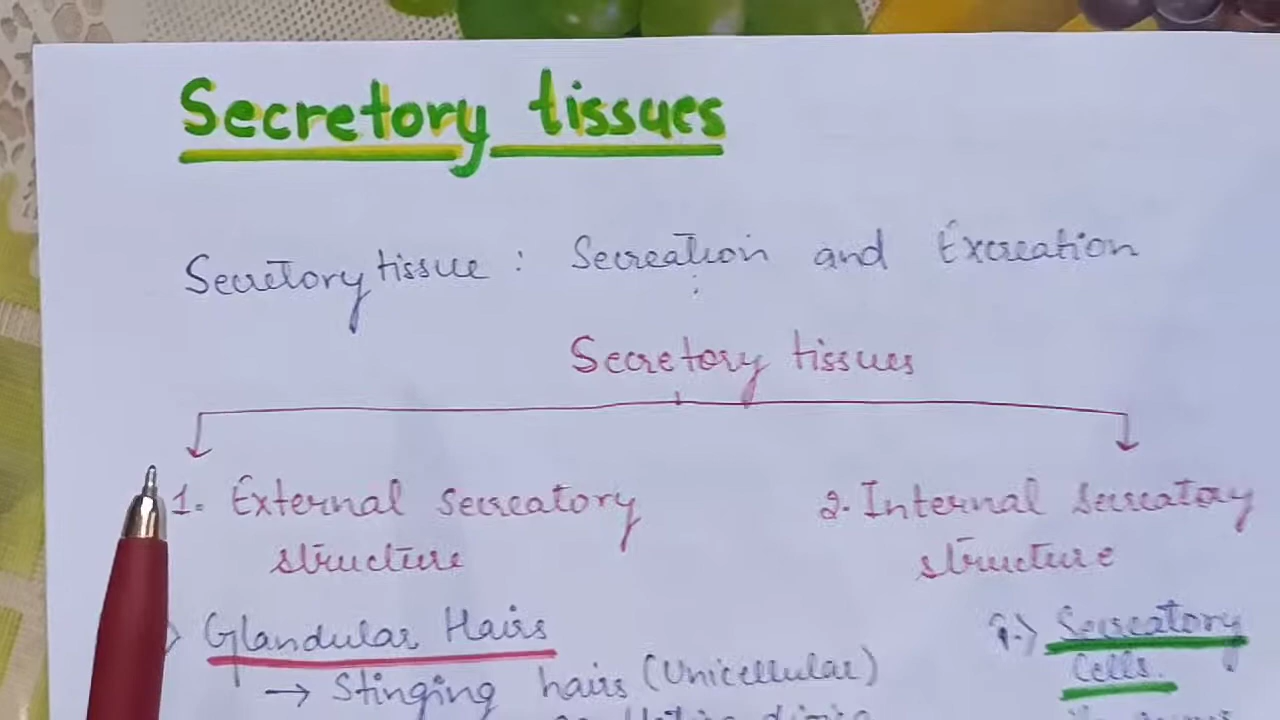 Secretory tissues
Secretory tissue : Secreation and Excreation
Secretory tissues
1. External Secreatory
structure
2. Internal Secreatory
structure
Glandular Hairs
→ Stinging hairs (Unicellular)
Secreatory
Cells.